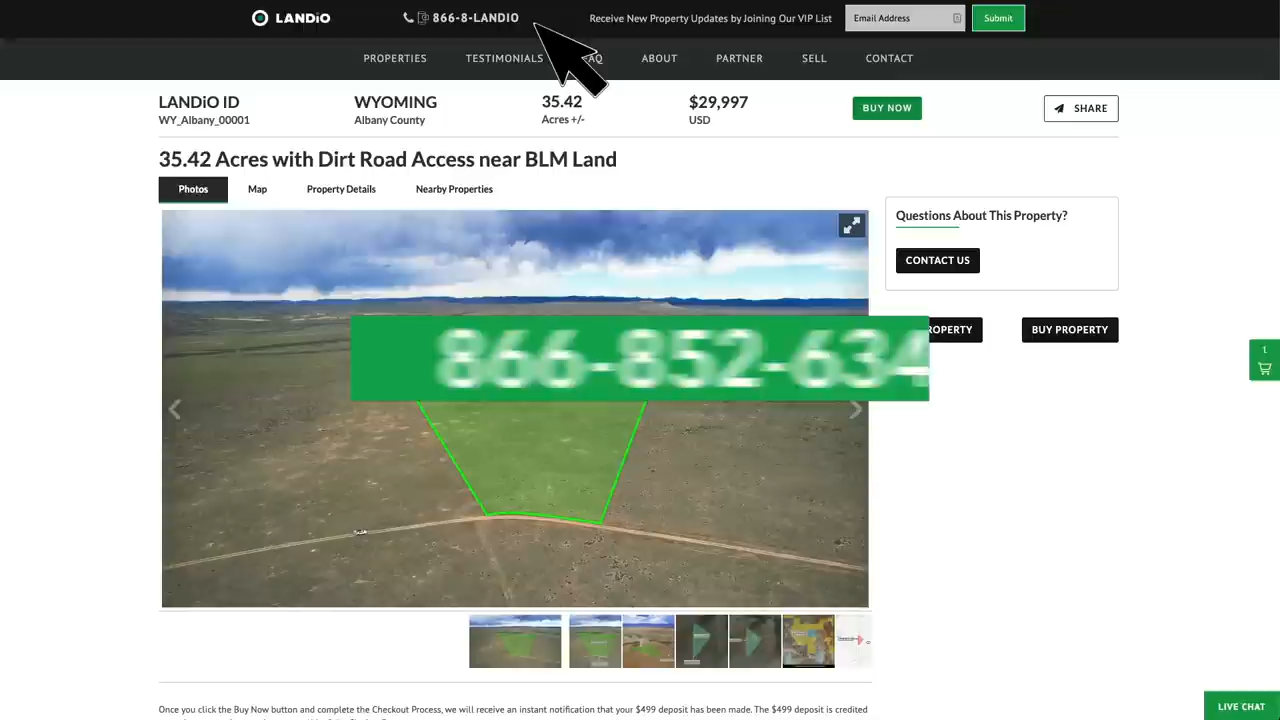 LANDiO
866-8-LANDIO
Receive New Property Updates by Joining Our VIP List
Email Address
Submit
PROPERTIES
TESTIMONIALS
ABOUT
PARTNER
SELL
CONTACT
LANDiO ID
WY_Albany_00001
WYOMING
Albany County
35.42
Acres +/-
$29,997
USD
BUY NOW
SHARE
35.42 Acres with Dirt Road Access near BLM Land
Photos
Map
Property Details
Nearby Properties
Questions About This Property?
CONTACT US
866-852-634
BUY PROPERTY
1
Once you click the Buy Now button and complete the Checkout Process, we will receive an instant notification that your $499 deposit has been made. The $499 deposit is credited
LIVE CHAT